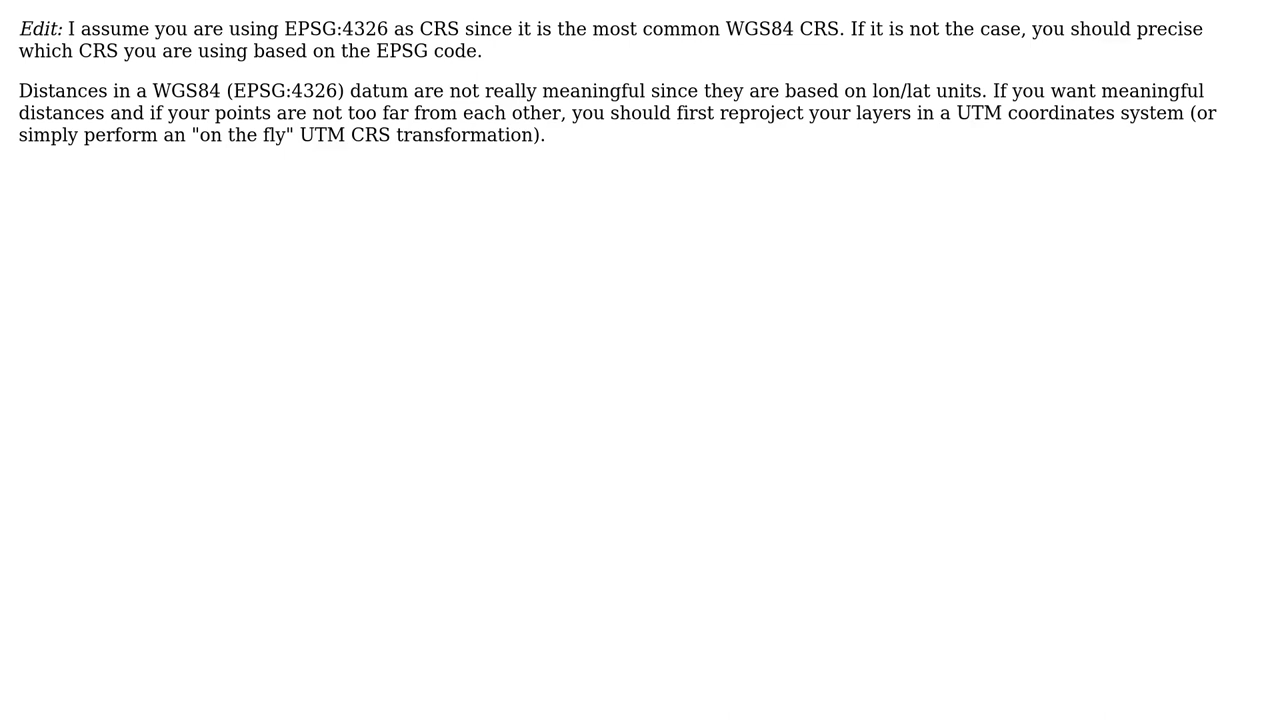 Edit: I assume you are using EPSG:4326 as CRS since it is the most common WGS84 CRS. If it is not the case, you should precise
which CRS you are using based on the EPSG code.
Distances in a WGS84 (EPSG:4326) datum are not really meaningful since they are based on lon/lat units. If you want meaningful
distances and if your points are not too far from each other, you should first reproject your layers in a UTM coordinates system (or
simply perform an "on the fly" UTM CRS transformation).